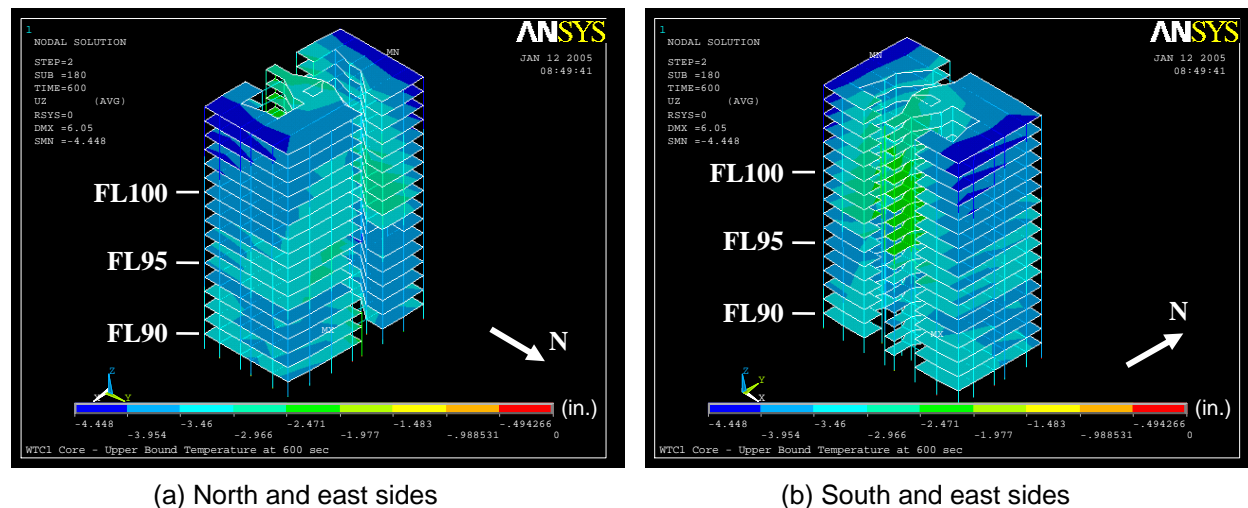 1
ANSYS
NODAL SOLUTION
JAN 12 2005
08:49:41
STEP=2
SUB =180
TIME=600
UZ (AVG)
RSYS=0
DMX =6.05
SMN =-4.448
MN
FL100
FL95
FL90
MX
N
Z
X
Y
(in.)
-4.448 -3.46 -2.471 -1.483 -.494266
-3.954 -2.966 -1.977 -.988531 0
WTC1 Core - Upper Bound Temperature at 600 sec
(a) North and east sides
1
ANSYS
NODAL SOLUTION
JAN 12 2005
08:49:41
STEP=2
SUB =180
TIME=600
UZ (AVG)
RSYS=0
DMX =6.05
SMN =-4.448
MN
FL100
FL95
FL90
MX
N
Z
Y
X
(in.)
-4.448 -3.46 -2.471 -1.483 -.494266
-3.954 -2.966 -1.977 -.988531 0
WTC1 Core - Upper Bound Temperature at 600 sec
(b) South and east sides